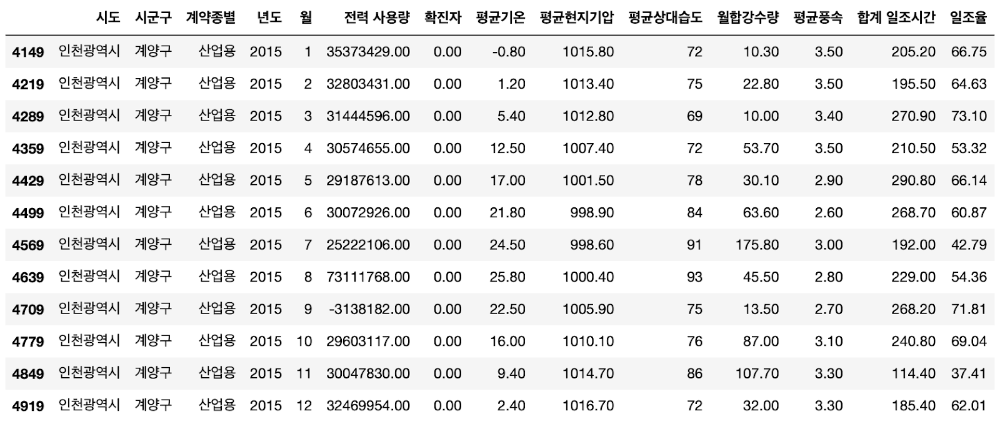 시도 시군구 계약종별 년도 월 전력 사용량 확진자 평균기온 평균현지기압 평균상대습도 월합강수량 평균풍속 합계 일조시간 일조율
4149 인천광역시 계양구 산업용 2015 1 35373429.00 0.00 -0.80 1015.80 72 10.30 3.50 205.20 66.75
4219 인천광역시 계양구 산업용 2015 2 32803431.00 0.00 1.20 1013.40 75 22.80 3.50 195.50 64.63
4289 인천광역시 계양구 산업용 2015 3 31444596.00 0.00 5.40 1012.80 69 10.00 3.40 270.90 73.10
4359 인천광역시 계양구 산업용 2015 4 30574655.00 0.00 12.50 1007.40 72 53.70 3.50 210.50 53.32
4429 인천광역시 계양구 산업용 2015 5 29187613.00 0.00 17.00 1001.50 78 30.10 2.90 290.80 66.14
4499 인천광역시 계양구 산업용 2015 6 30072926.00 0.00 21.80 998.90 84 63.60 2.60 268.70 60.87
4569 인천광역시 계양구 산업용 2015 7 25222106.00 0.00 24.50 998.60 91 175.80 3.00 192.00 42.79
4639 인천광역시 계양구 산업용 2015 8 73111768.00 0.00 25.80 1000.40 93 45.50 2.80 229.00 54.36
4709 인천광역시 계양구 산업용 2015 9 -3138182.00 0.00 22.50 1005.90 75 13.50 2.70 268.20 71.81
4779 인천광역시 계양구 산업용 2015 10 29603117.00 0.00 16.00 1010.10 76 87.00 3.10 240.80 69.04
4849 인천광역시 계양구 산업용 2015 11 30047830.00 0.00 9.40 1014.70 86 107.70 3.30 114.40 37.41
4919 인천광역시 계양구 산업용 2015 12 32469954.00 0.00 2.40 1016.70 72 32.00 3.30 185.40 62.01